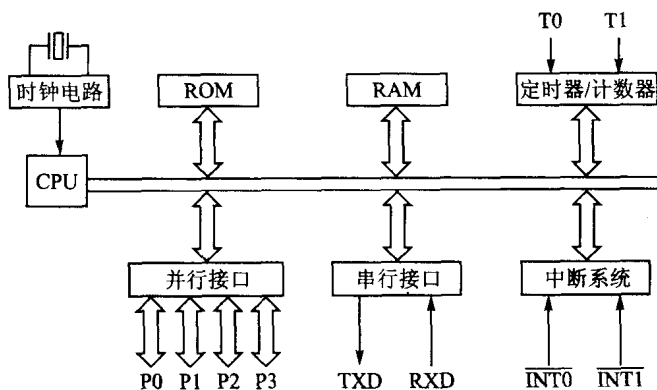 T0 T1
时钟电路 ROM RAM 定时器/计数器
CPU
并行接口 串行接口 中断系统
P0 P1 P2 P3 TXD RXD INT0 INT1